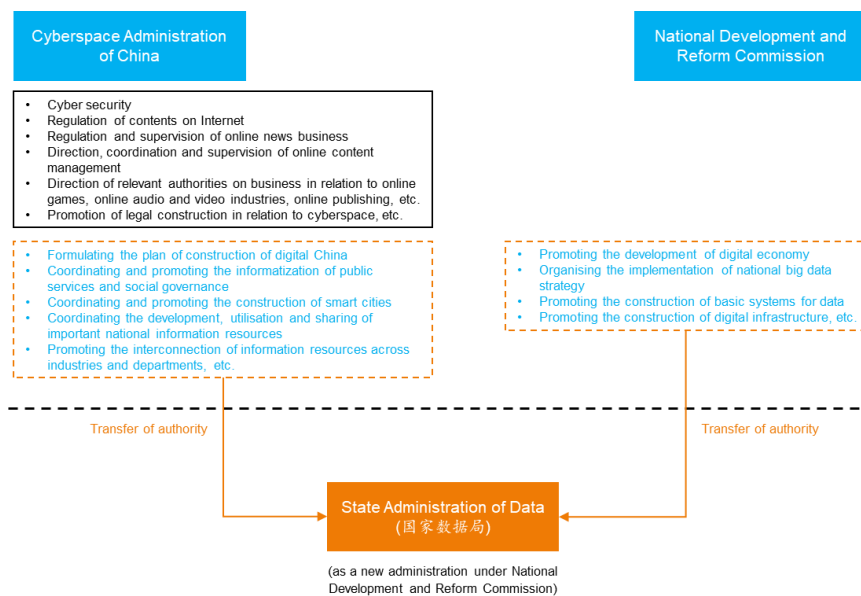 Cyberspace Administration
of China
National Development and
Reform Commission
• Cyber security
• Regulation of contents on Internet
• Regulation and supervision of online news business
• Direction, coordination and supervision of online content
management
• Direction of relevant authorities on business in relation to online
games, online audio and video industries, online publishing, etc.
• Promotion of legal construction in relation to cyberspace, etc.
• Formulating the plan of construction of digital China
• Coordinating and promoting the informatization of public
services and social governance
• Coordinating and promoting the construction of smart cities
• Coordinating the development, utilisation and sharing of
important national information resources
• Promoting the interconnection of information resources across
industries and departments, etc.
• Promoting the development of digital economy
• Organising the implementation of national big data
strategy
• Promoting the construction of basic systems for data
• Promoting the construction of digital infrastructure, etc.
Transfer of authority
Transfer of authority
State Administration of Data
(国家数据局)
(as a new administration under National
Development and Reform Commission)